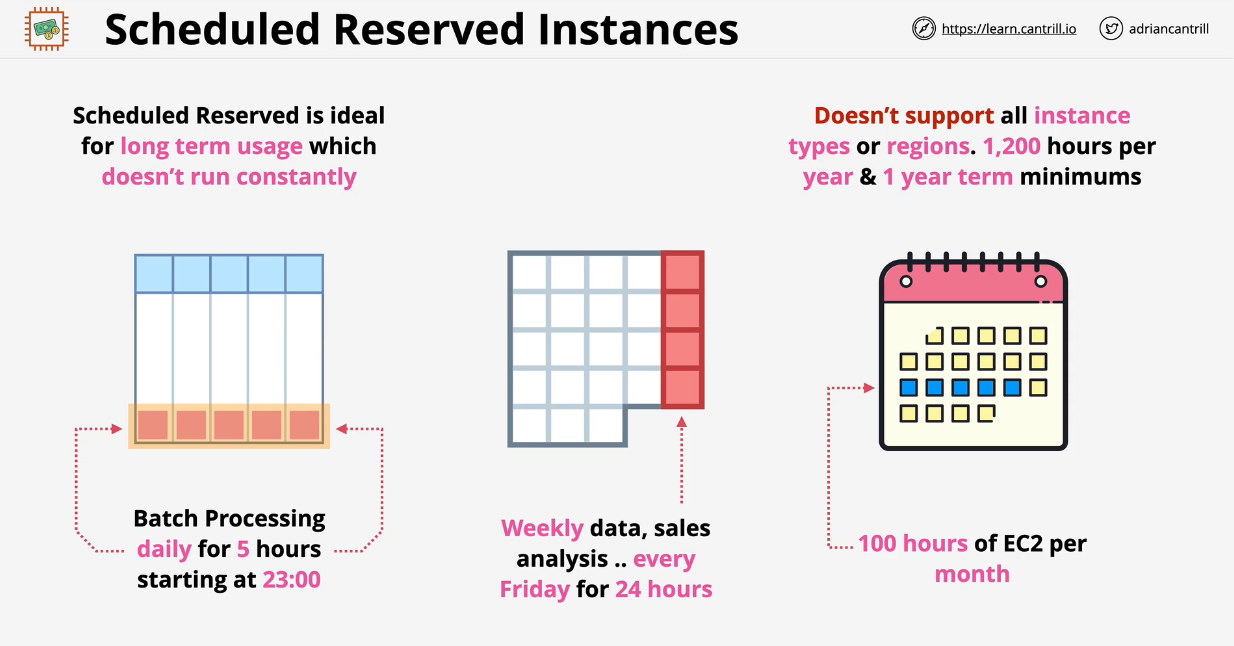 Scheduled Reserved Instances
https://learn.cantrill.io
adriancantrill
Scheduled Reserved is ideal
for long term usage which
doesn't run constantly
Doesn't support all instance
types or regions. 1,200 hours per
year & 1 year term minimums
Batch Processing
daily for 5 hours
starting at 23:00
Weekly data, sales
analysis .. every
Friday for 24 hours
100 hours of EC2 per
month